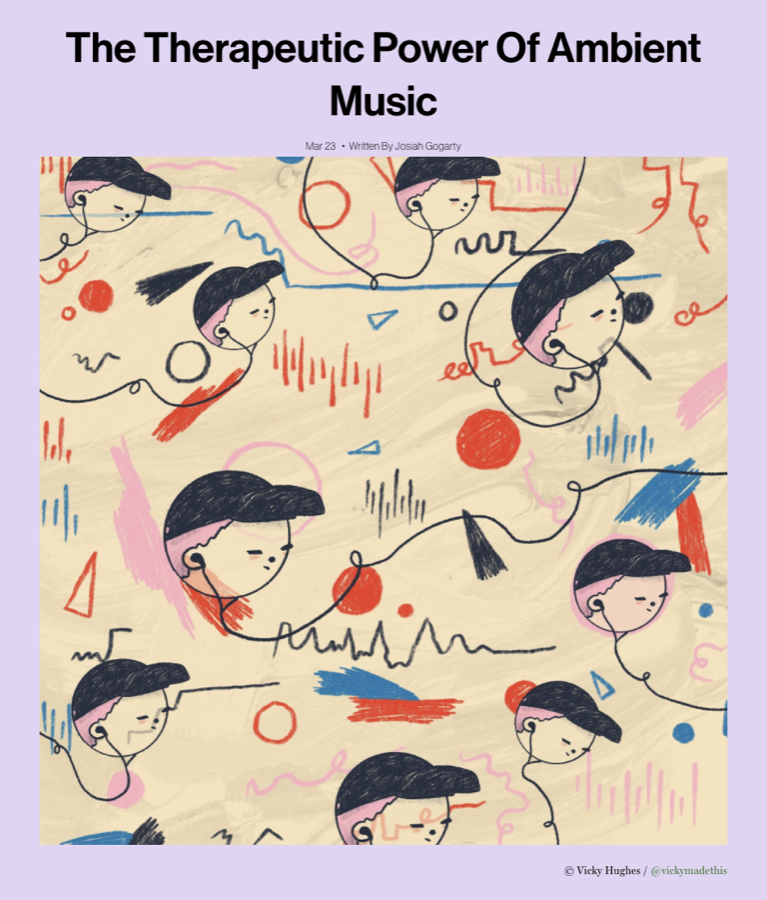 The Therapeutic Power Of Ambient
Music
Mar 23 • Written By Josiah Gogarty
© Vicky Hughes / @vickymadethis